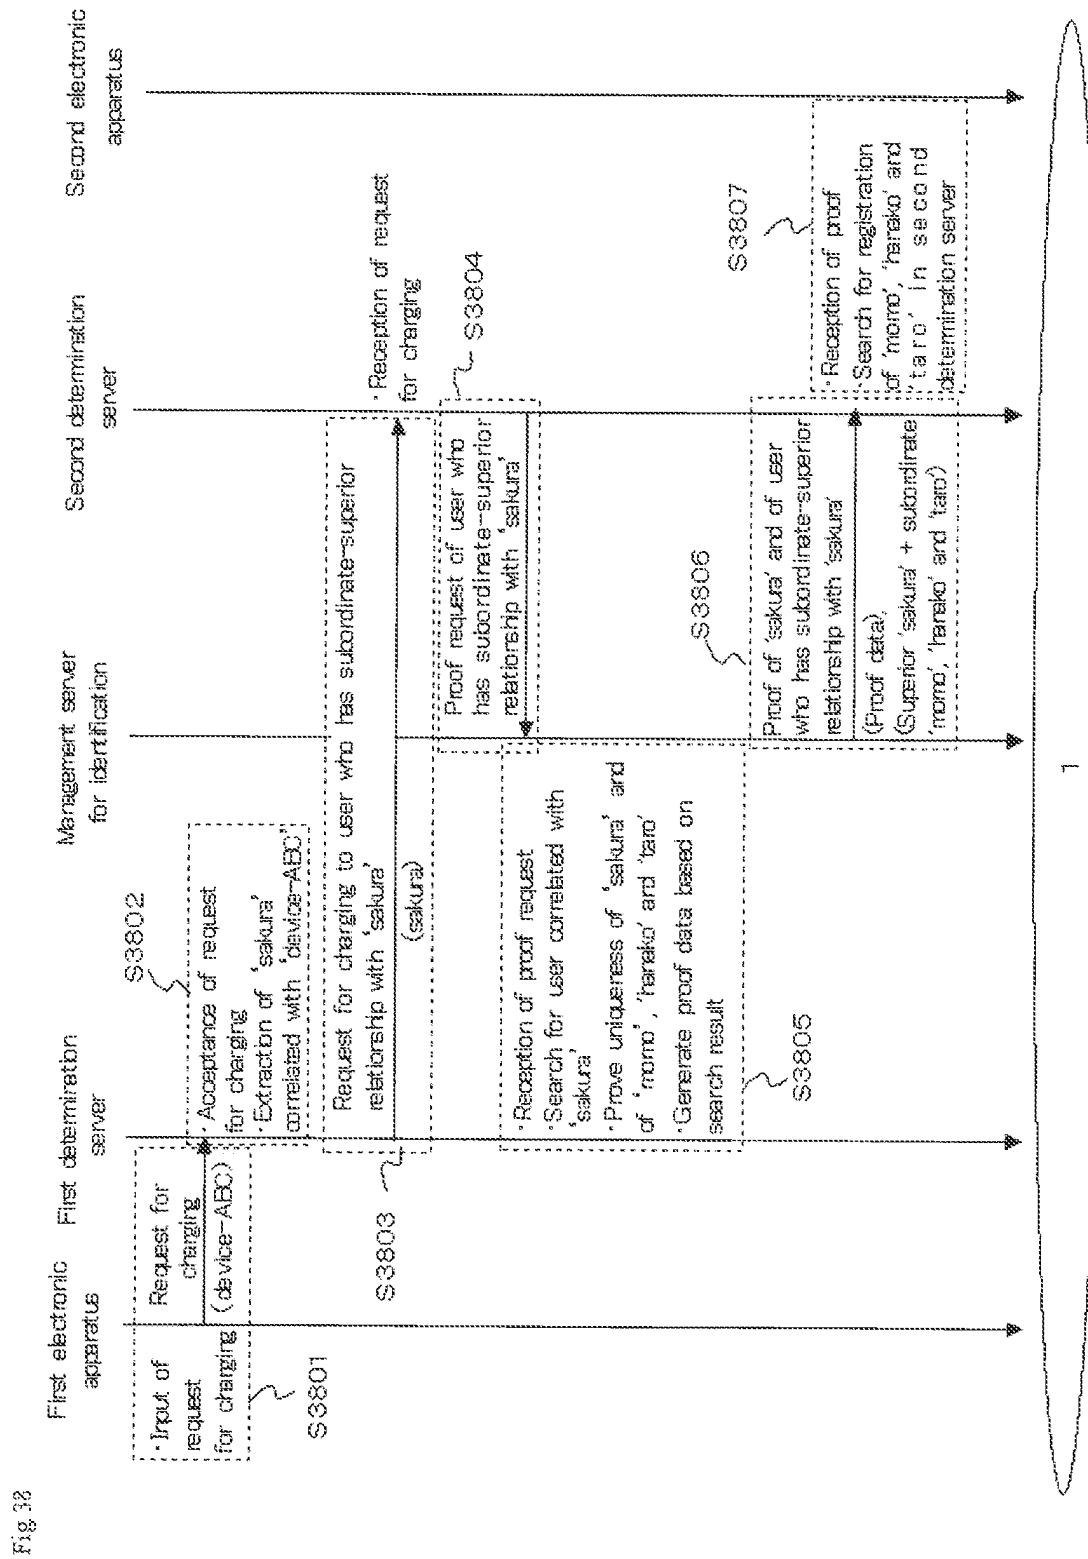 Fig. 38
First electronic
apparatus
First determination
server
Management server
for identification
Second determination
server
Second electronic
apparatus
·Input of
request
for charging
S3801
Request for
charging
(device-ABC)
S3802
·Acceptance of request
for charging
·Extraction of 'sakura'
correlated with 'device-ABC'
S3803
Request for charging to user who has subordinate-superior
relationship with 'sakura'
(sakura)
·Reception of request
for charging
S3804
Proof request of user who
has subordinate-superior
relationship with 'sakura'
·Reception of proof request
·Search for user correlated with
'sakura'
·Prove uniqueness of 'sakura' and
of 'momo', 'hanako' and 'taro'
·Generate proof data based on
search result
S3805
S3806
Proof of 'sakura' and of user
who has subordinate-superior
relationship with 'sakura'
(Proof data)
(Superior 'sakura' + subordinate
'momo', 'hanako' and 'taro')
S3807
·Reception of proof
·Search for registration
of 'momo', 'hanako' and
'taro' in second
determination server
1